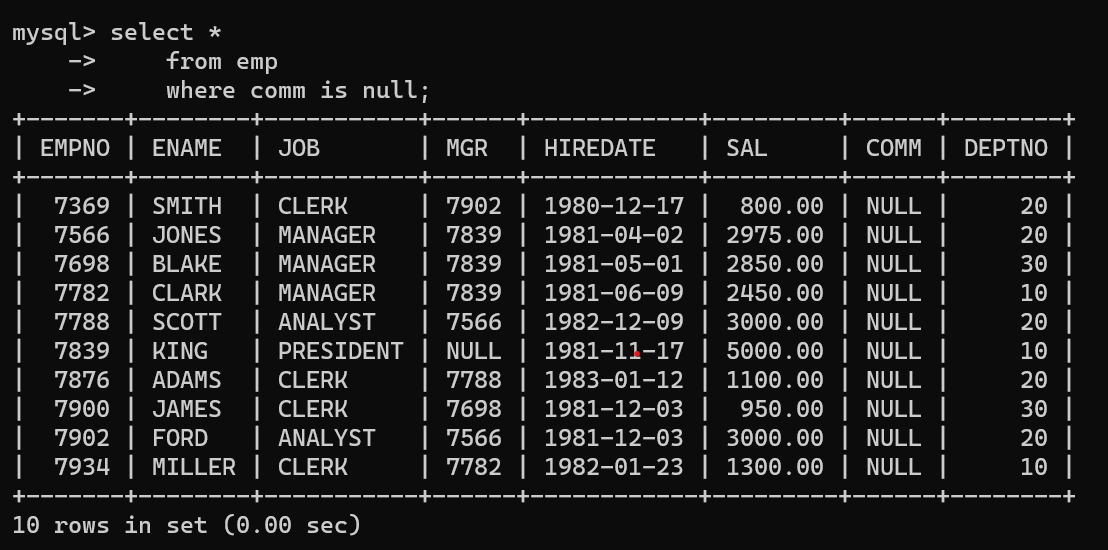 mysql> select *
    ->     from emp
    ->     where comm is null;
+-------+--------+-----------+------+------------+---------+------+--------+
| EMPNO | ENAME  | JOB       | MGR  | HIREDATE   | SAL     | COMM | DEPTNO |
+-------+--------+-----------+------+------------+---------+------+--------+
|  7369 | SMITH  | CLERK     | 7902 | 1980-12-17 |  800.00 | NULL |     20 |
|  7566 | JONES  | MANAGER   | 7839 | 1981-04-02 | 2975.00 | NULL |     20 |
|  7698 | BLAKE  | MANAGER   | 7839 | 1981-05-01 | 2850.00 | NULL |     30 |
|  7782 | CLARK  | MANAGER   | 7839 | 1981-06-09 | 2450.00 | NULL |     10 |
|  7788 | SCOTT  | ANALYST   | 7566 | 1982-12-09 | 3000.00 | NULL |     20 |
|  7839 | KING   | PRESIDENT | NULL | 1981-11-17 | 5000.00 | NULL |     10 |
|  7876 | ADAMS  | CLERK     | 7788 | 1983-01-12 | 1100.00 | NULL |     20 |
|  7900 | JAMES  | CLERK     | 7698 | 1981-12-03 |  950.00 | NULL |     30 |
|  7902 | FORD   | ANALYST   | 7566 | 1981-12-03 | 3000.00 | NULL |     20 |
|  7934 | MILLER | CLERK     | 7782 | 1982-01-23 | 1300.00 | NULL |     10 |
+-------+--------+-----------+------+------------+---------+------+--------+
10 rows in set (0.00 sec)